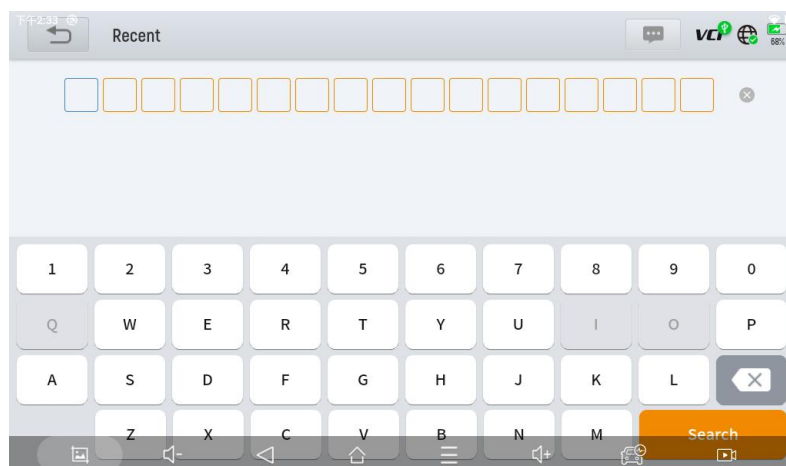 下午2:33
Recent
VCI
68%
1 2 3 4 5 6 7 8 9 0
Q W E R T Y U I O P
A S D F G H J K L
Z X C V B N M Search